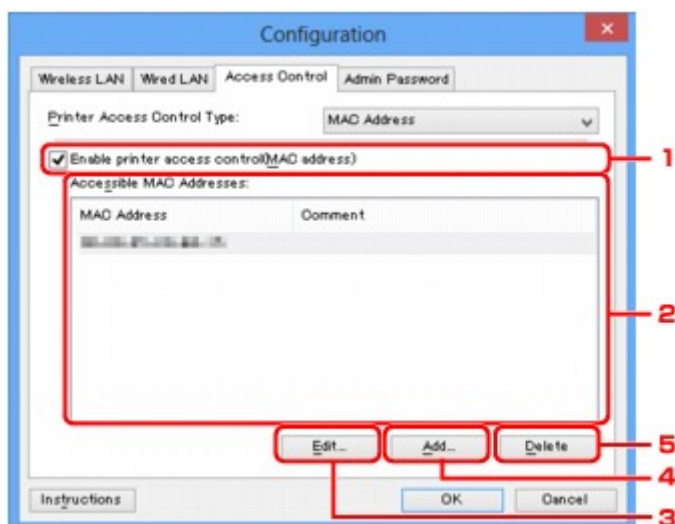 Configuration
Wireless LAN Wired LAN Access Control Admin Password
Printer Access Control Type: MAC Address
Enable printer access control(MAC address)
1
Accessible MAC Addresses:
MAC Address Comment
2
Edit... Add... Delete
5
4
Instructions OK Cancel
3